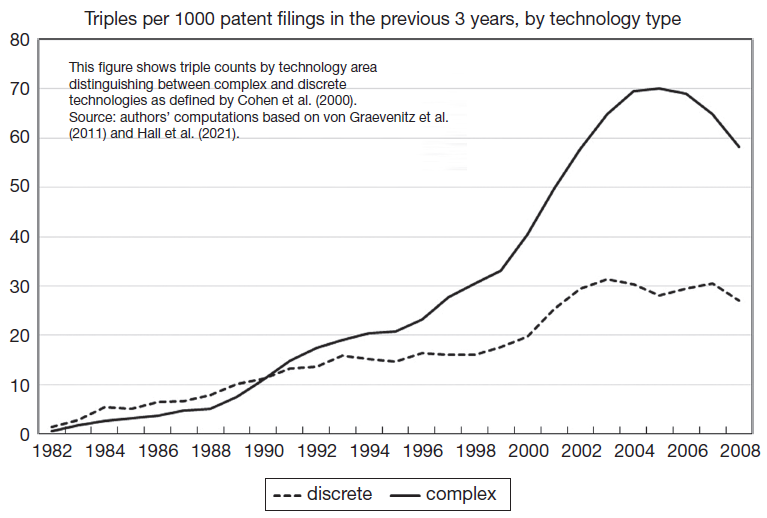 Triples per 1000 patent filings in the previous 3 years, by technology type
80
This figure shows triple counts by technology area
distinguishing between complex and discrete
technologies as defined by Cohen et al. (2000).
Source: authors' computations based on von Graevenitz et al.
(2011) and Hall et al. (2021).
70
60
50
40
30
20
10
0
1982 1984 1986 1988 1990 1992 1994 1996 1998 2000 2002 2004 2006 2008
discrete complex